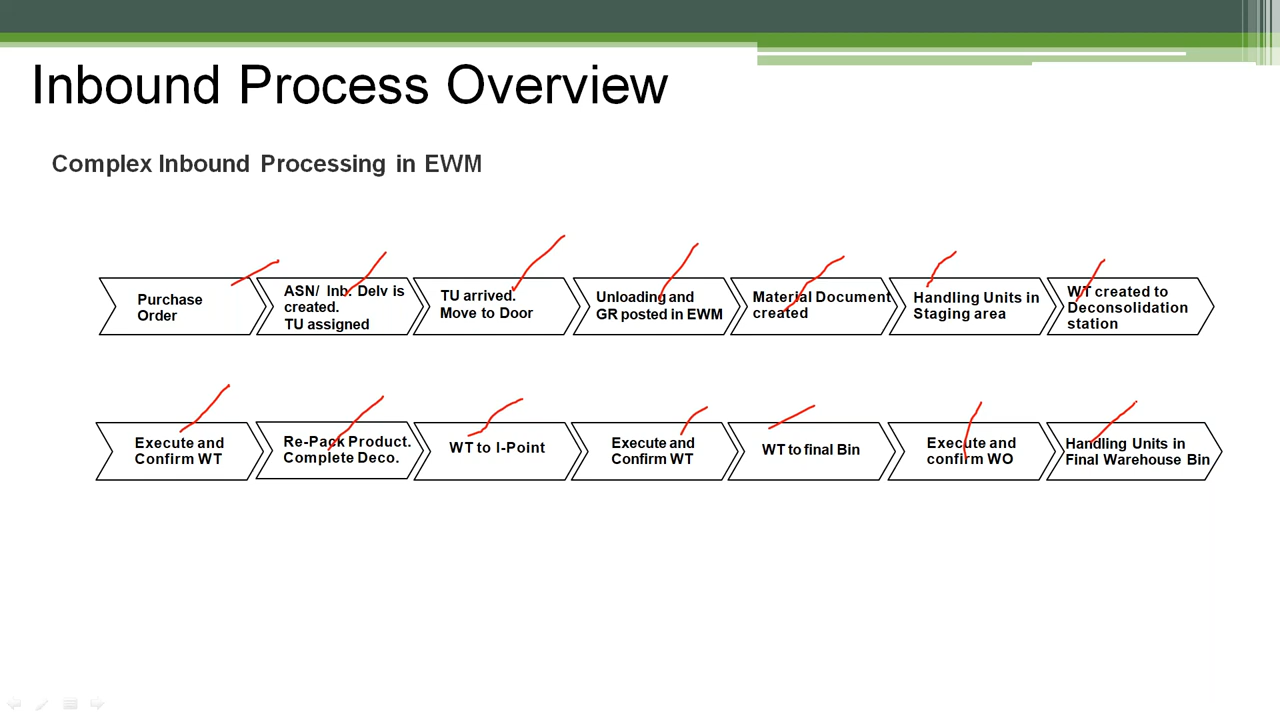 Inbound Process Overview
Complex Inbound Processing in EWM
Purchase
Order
ASN/ Inb. Delv is
created.
TU assigned
TU arrived.
Move to Door
Unloading and
GR posted in EWM
Material Document
created
Handling Units in
Staging area
WT created to
Deconsolidation
station
Execute and
Confirm WT
Re-Pack Product.
Complete Deco.
WT to I-Point
Execute and
Confirm WT
WT to final Bin
Execute and
confirm WO
Handling Units in
Final Warehouse Bin